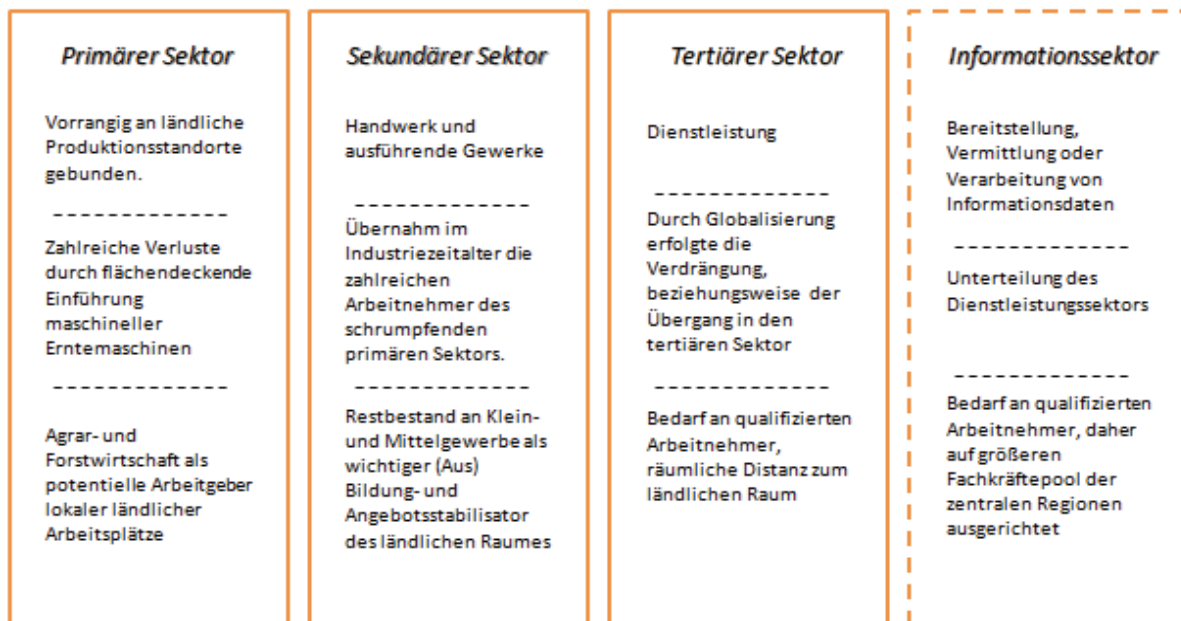 Primärer Sektor
Vorrangig an ländliche
Produktionsstandorte
gebunden.
Zahlreiche Verluste
durch flächendeckende
Einführung
maschineller
Erntemaschinen
Agrar- und
Forstwirtschaft als
potentielle Arbeitgeber
lokaler ländlicher
Arbeitsplätze
Sekundärer Sektor
Handwerk und
ausführende Gewerke
Übernahm im
Industriezeitalter die
zahlreichen
Arbeitnehmer des
schrumpfenden
primären Sektors.
Restbestand an Klein-
und Mittelgewerbe als
wichtiger (Aus)
Bildung- und
Angebotsstabilisator
des ländlichen Raumes
Tertiärer Sektor
Dienstleistung
Durch Globalisierung
erfolgte die
Verdrängung,
beziehungsweise der
Übergang in den
tertiären Sektor
Bedarf an qualifizierten
Arbeitnehmer,
räumliche Distanz zum
ländlichen Raum
Informationssektor
Bereitstellung,
Vermittlung oder
Verarbeitung von
Informationsdaten
Unterteilung des
Dienstleistungssektors
Bedarf an qualifizierten
Arbeitnehmer, daher
auf größeren
Fachkräftepool der
zentralen Regionen
ausgerichtet